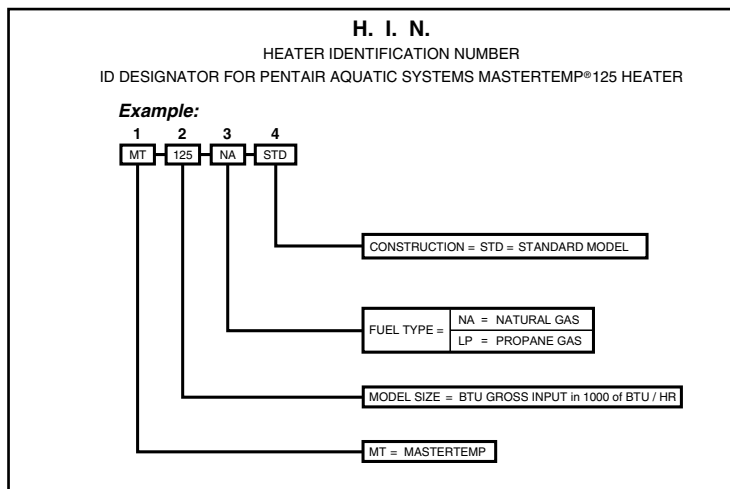 H. I. N.
HEATER IDENTIFICATION NUMBER
ID DESIGNATOR FOR PENTAIR AQUATIC SYSTEMS MASTERTEMP® 125 HEATER
Example:
1 2 3 4
MT 125 NA STD
CONSTRUCTION = STD = STANDARD MODEL
FUEL TYPE =
NA = NATURAL GAS
LP = PROPANE GAS
MODEL SIZE = BTU GROSS INPUT in 1000 of BTU / HR
MT = MASTERTEMP